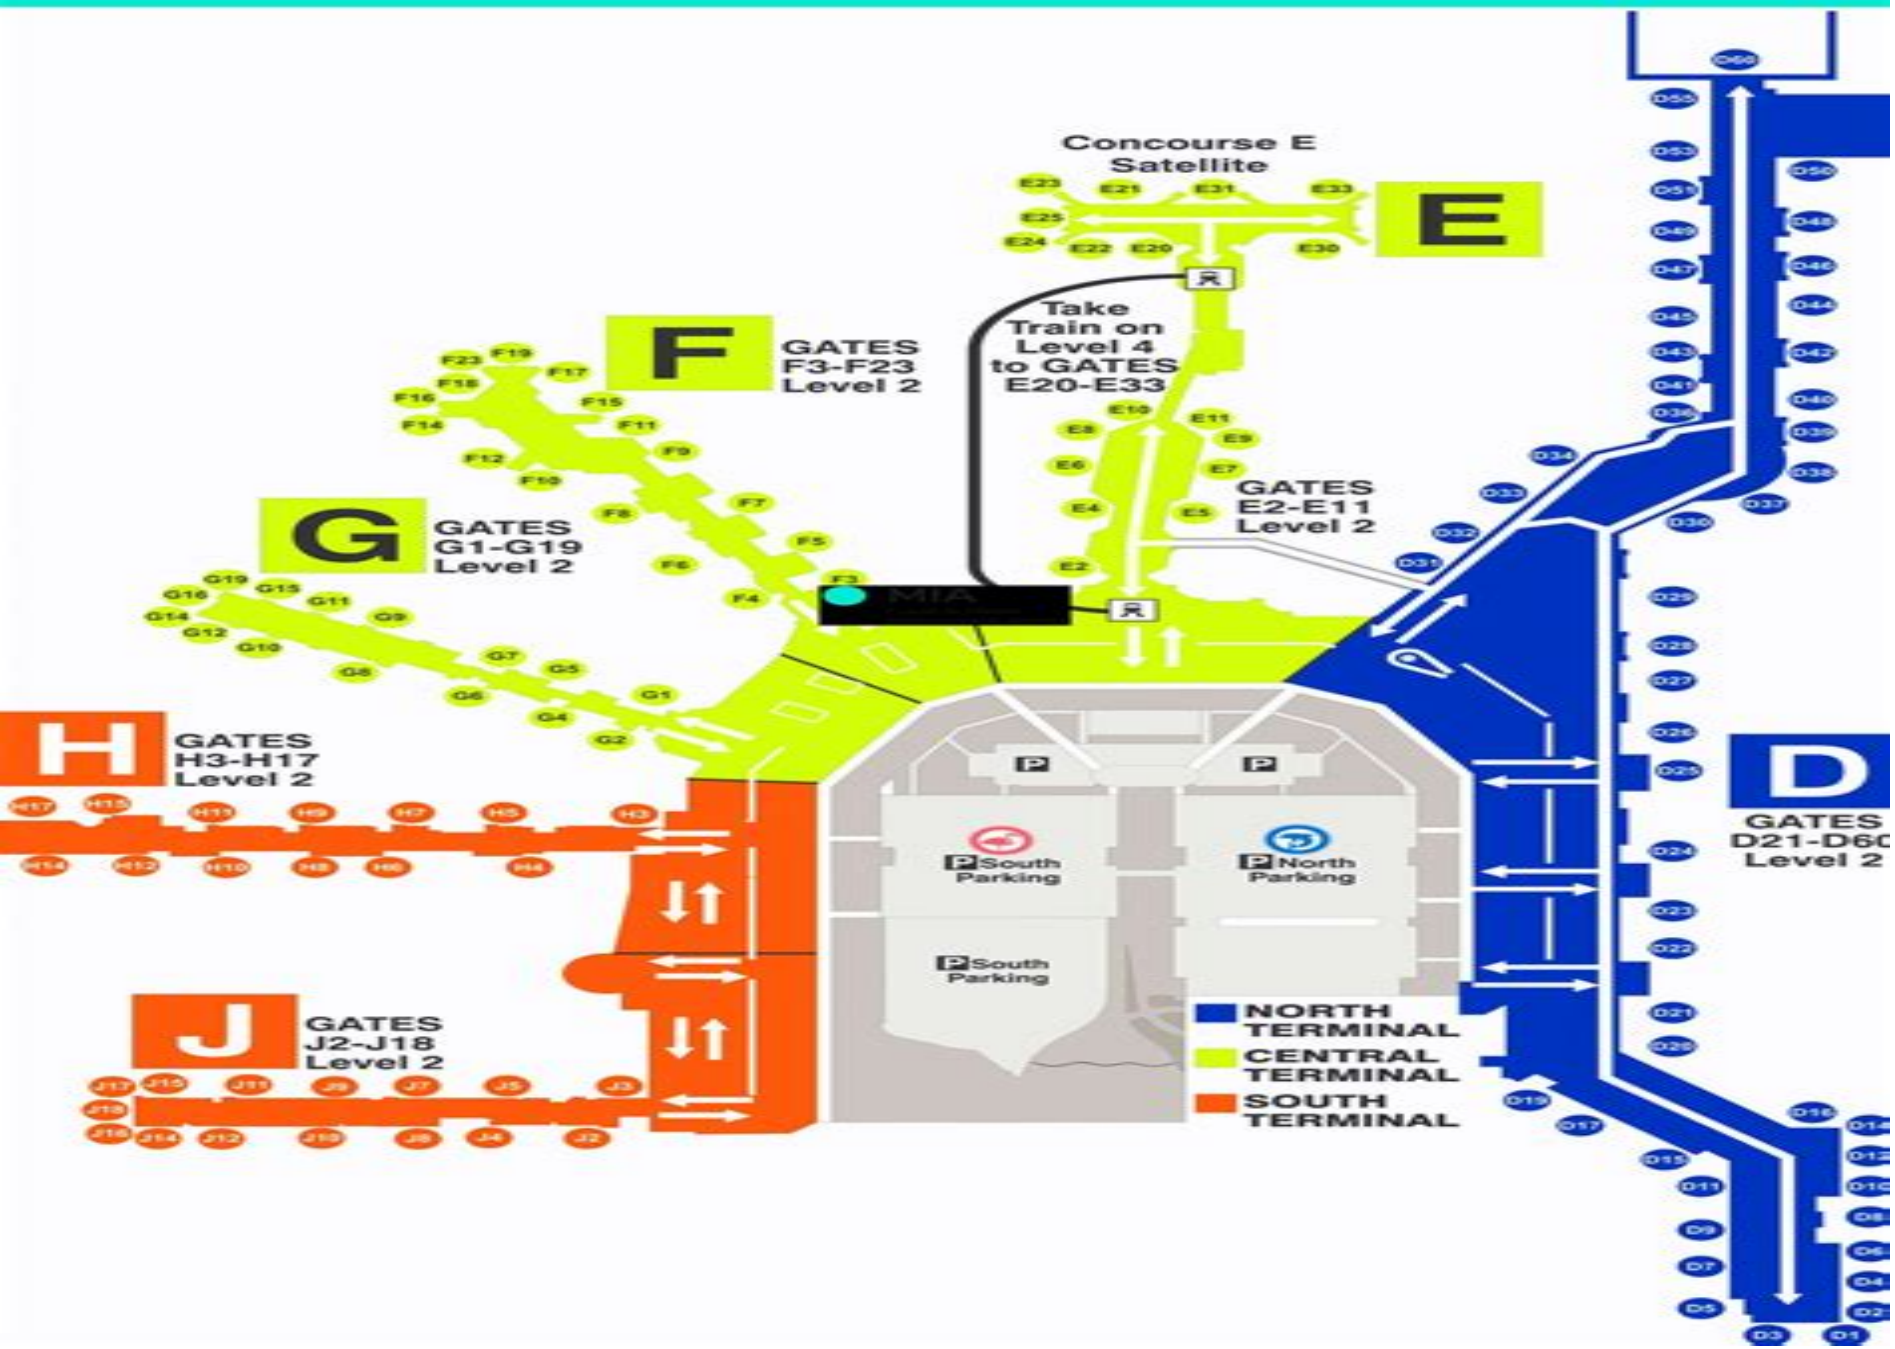 D60
D55
D53
D50
D51
D48
D49
D46
D47
D44
D45
D43
D42
D41
D40
D36
D39
D34
D38
D33
D37
D30
D32
D31
Concourse E
Satellite
E23
E21
E31
E33
E25
E24
E22
E20
E30
E
Take
Train on
Level 4
to GATES
E20-E33
E10
E11
E8
E9
E6
E7
E4
E5
E2
GATES
E2-E11
Level 2
F
GATES
F3-F23
Level 2
F23
F19
F18
F17
F16
F15
F14
F11
F12
F9
F10
F7
F8
F5
F6
F3
F4
MIA
G
GATES
G1-G19
Level 2
G19
G16
G15
G14
G11
G12
G9
G10
G7
G8
G5
G6
G1
G4
G2
H
GATES
H3-H17
Level 2
H17
H15
H11
H9
H7
H5
H3
H14
H12
H10
H8
H6
H4
J
GATES
J2-J18
Level 2
J17
J15
J11
J9
J7
J5
J3
J18
J16
J14
J12
J10
J8
J4
J2
P
P
P South
Parking
P North
Parking
P South
Parking
NORTH
TERMINAL
CENTRAL
TERMINAL
SOUTH
TERMINAL
D29
D28
D27
D26
D25
D
GATES
D21-D60
Level 2
D24
D23
D22
D21
D20
D19
D17
D16
D14
D15
D12
D11
D10
D9
D8
D7
D6
D5
D4
D2
D3
D1